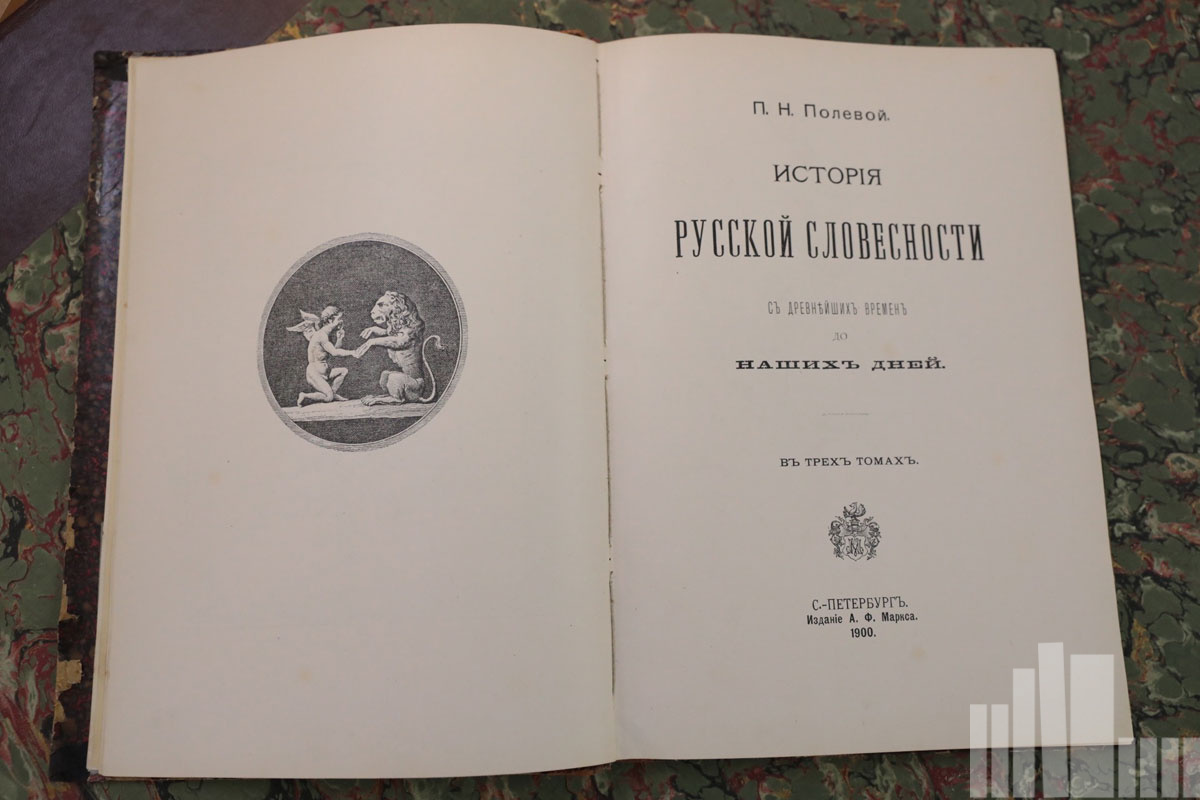 П. Н. Полевой.
ИСТОРІЯ
РУССКОЙ СЛОВЕСНОСТИ
СЪ ДРЕВНѢЙШИХЪ ВРЕМЕНЪ
ДО
НАШИХЪ ДНЕЙ.
ВЪ ТРЕХЪ ТОМАХЪ.
С.-ПЕТЕРБУРГЪ.
Изданіе А. Ф. Маркса.
1900.